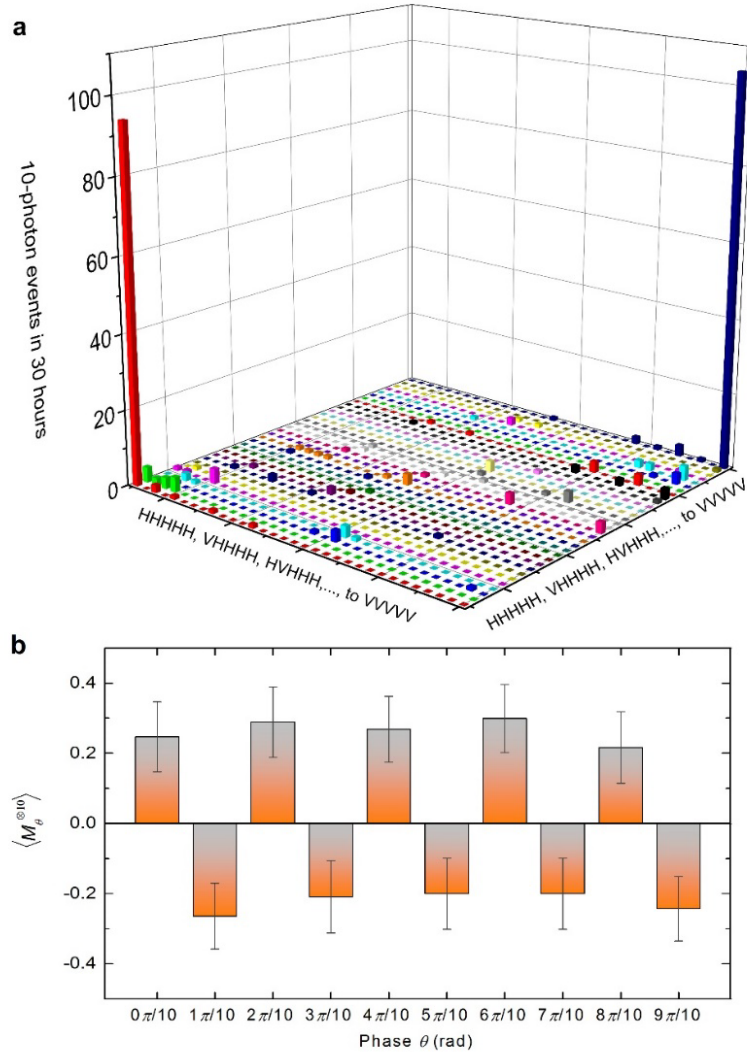 a
10-photon events in 30 hours
100
80
60
40
20
0
HHHHH, VHHHH, HVHHH,..., to VVVVV
HHHHH, VHHHH, HVHHH,..., to VVVVV
b
⟨M_θ^⊗10⟩
0.4
0.2
0.0
-0.2
-0.4
0π/10 1π/10 2π/10 3π/10 4π/10 5π/10 6π/10 7π/10 8π/10 9π/10
Phase θ (rad)